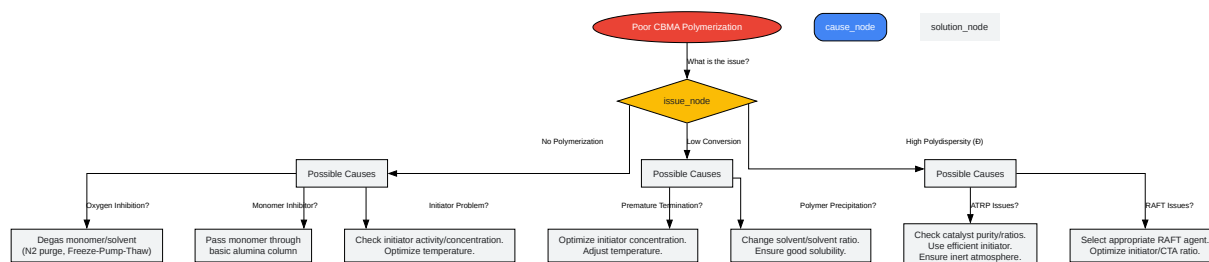 Poor CBMA Polymerization
cause_node
solution_node
What is the issue?
issue_node
No Polymerization
Low Conversion
High Polydispersity (Đ)
Possible Causes
Possible Causes
Possible Causes
Oxygen Inhibition?
Monomer Inhibitor?
Initiator Problem?
Premature Termination?
Polymer Precipitation?
ATRP Issues?
RAFT Issues?
Degas monomer/solvent
(N2 purge, Freeze-Pump-Thaw)
Pass monomer through
basic alumina column
Check initiator activity/concentration.
Optimize temperature.
Optimize initiator concentration.
Adjust temperature.
Change solvent/solvent ratio.
Ensure good solubility.
Check catalyst purity/ratios.
Use efficient initiator.
Ensure inert atmosphere.
Select appropriate RAFT agent.
Optimize initiator/CTA ratio.